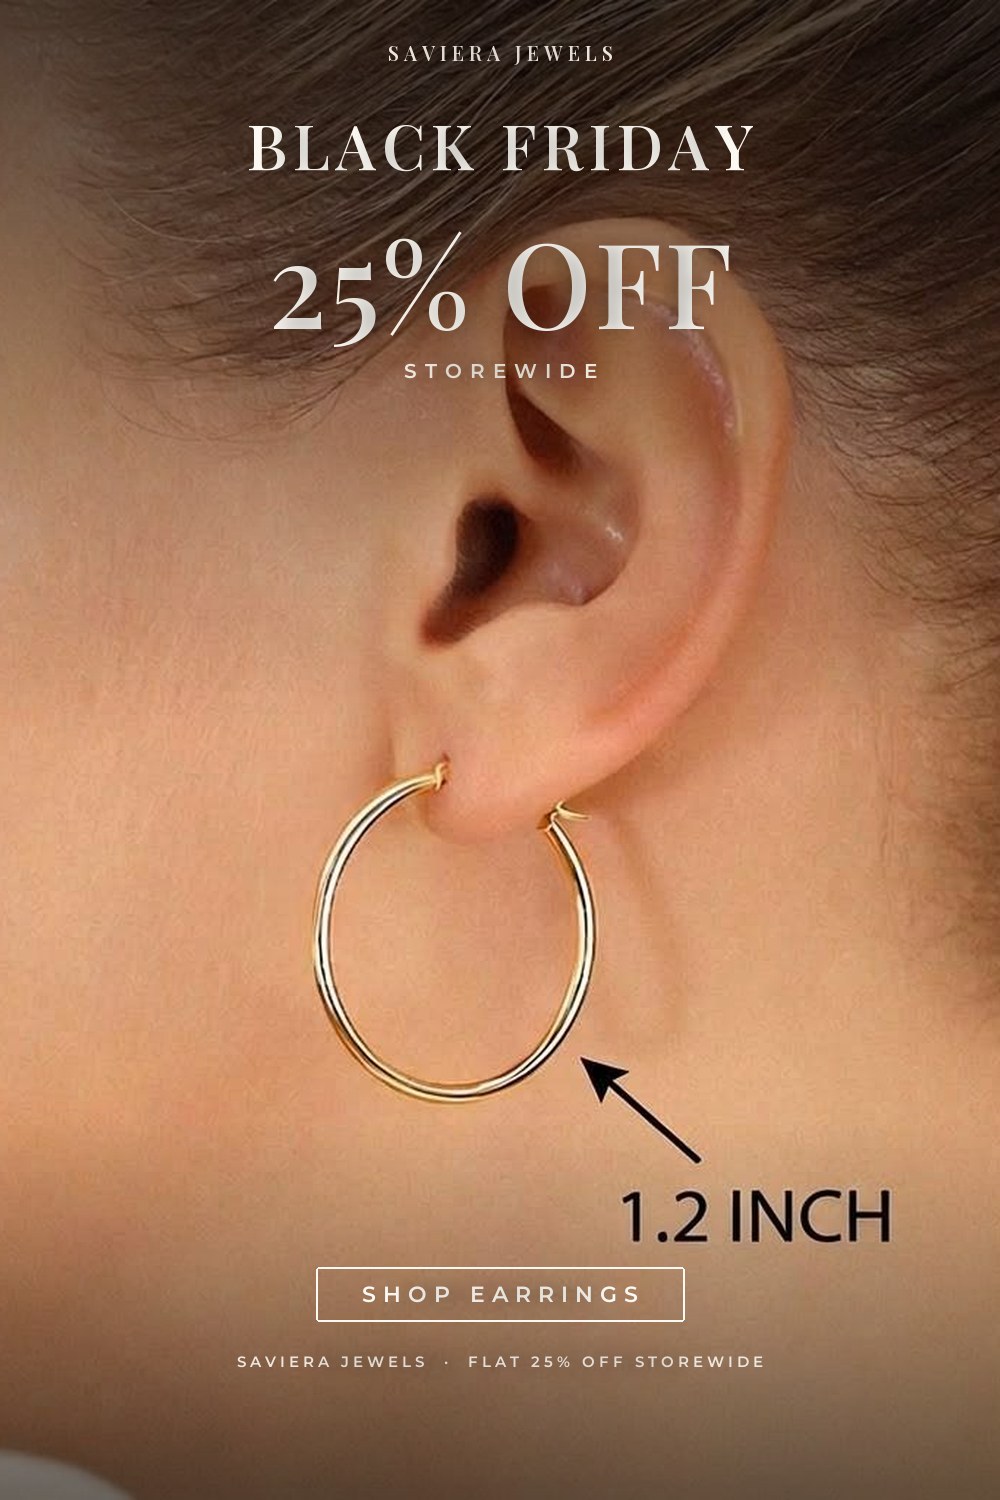 SAVIERA JEWELS
BLACK FRIDAY
25% OFF
STOREWIDE
1.2 INCH
SHOP EARRINGS
SAVIERA JEWELS · FLAT 25% OFF STOREWIDE